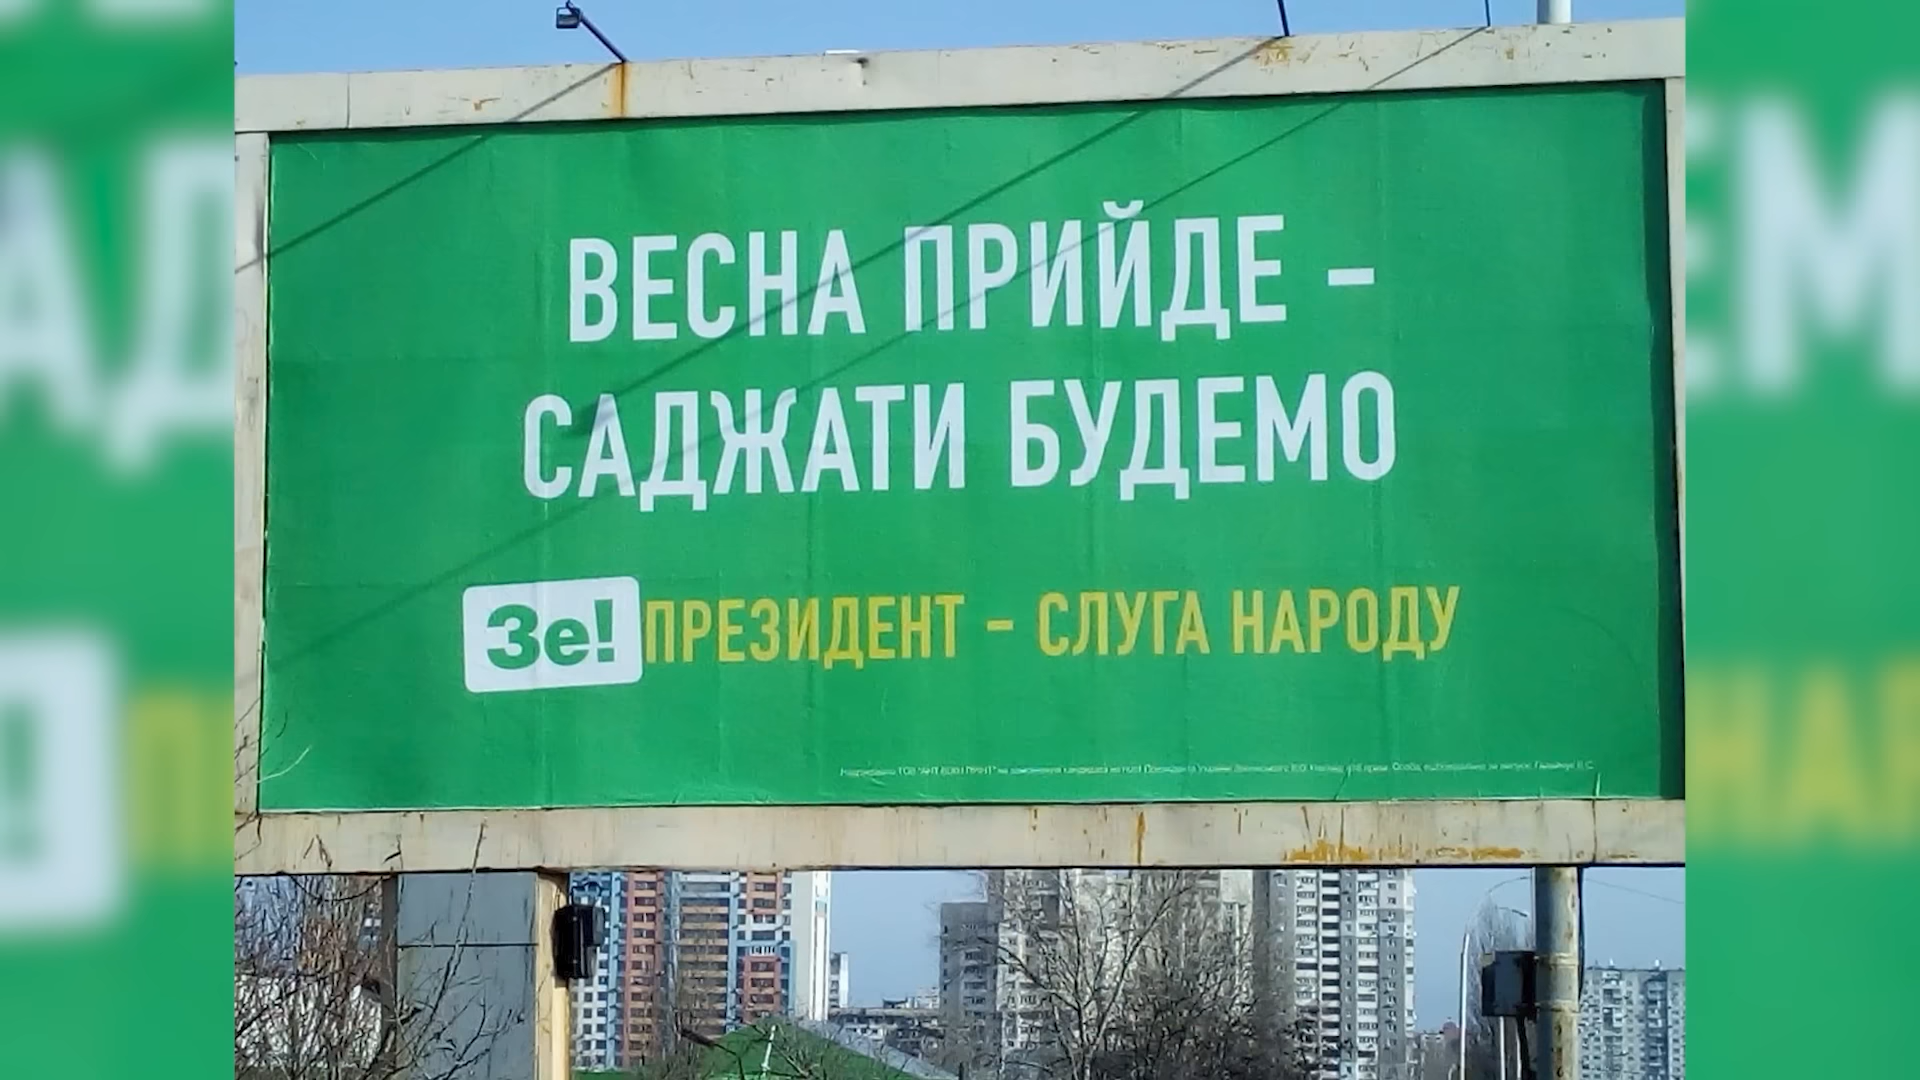 ВЕСНА ПРИЙДЕ –
САДЖАТИ БУДЕМО
Зе! ПРЕЗИДЕНТ – СЛУГА НАРОДУ